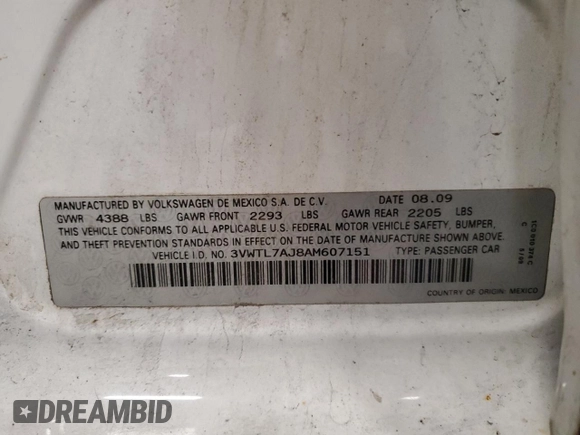 MANUFACTURED BY VOLKSWAGEN DE MEXICO S.A. DE C.V. DATE 08.09
GVWR 4388 LBS GAWR FRONT 2293 LBS GAWR REAR 2205 LBS
THIS VEHICLE CONFORMS TO ALL APPLICABLE U.S. FEDERAL MOTOR VEHICLE SAFETY, BUMPER,
AND THEFT PREVENTION STANDARDS IN EFFECT ON THE DATE OF MANUFACTURE SHOWN ABOVE.
VEHICLE I.D. NO. 3VWTL7AJ8AM607151 TYPE: PASSENGER CAR
COUNTRY OF ORIGIN: MEXICO
DREAMBID